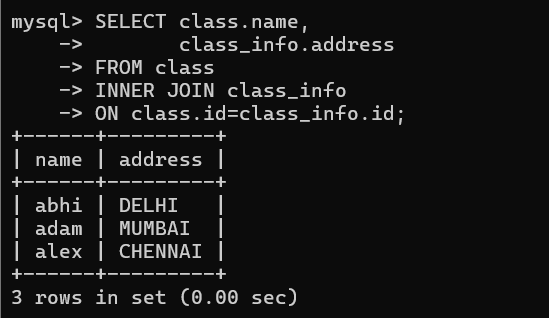 mysql> SELECT class.name,
    ->        class_info.address
    -> FROM class
    -> INNER JOIN class_info
    -> ON class.id=class_info.id;
+------+---------+
| name | address |
+------+---------+
| abhi | DELHI   |
| adam | MUMBAI  |
| alex | CHENNAI |
+------+---------+
3 rows in set (0.00 sec)